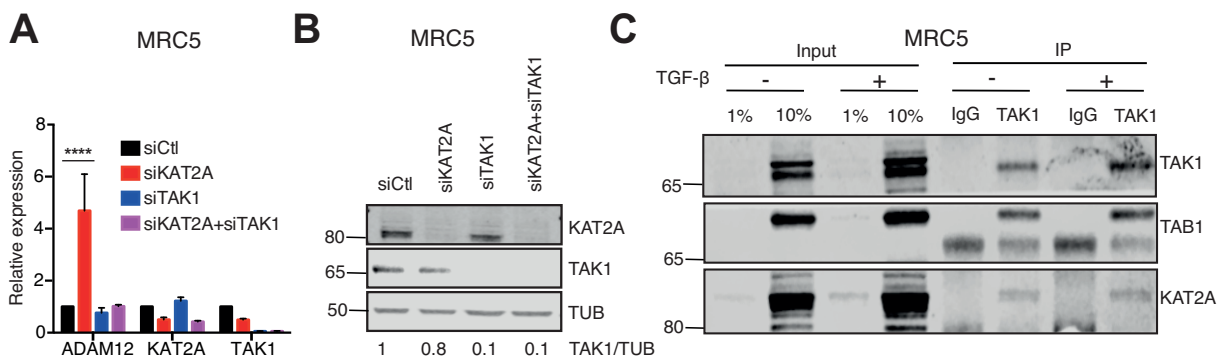 A
MRC5
Relative expression
8
6
4
2
0
****
siCtl
siKAT2A
siTAK1
siKAT2A+siTAK1
ADAM12 KAT2A TAK1
B
MRC5
siCtl
siKAT2A
siTAK1
siKAT2A+siTAK1
80
KAT2A
65
TAK1
50
TUB
1 0.8 0.1 0.1 TAK1/TUB
C
MRC5
Input IP
TGF-β - + - +
1% 10% 1% 10% IgG TAK1 IgG TAK1
65
TAK1
65
TAB1
80
KAT2A